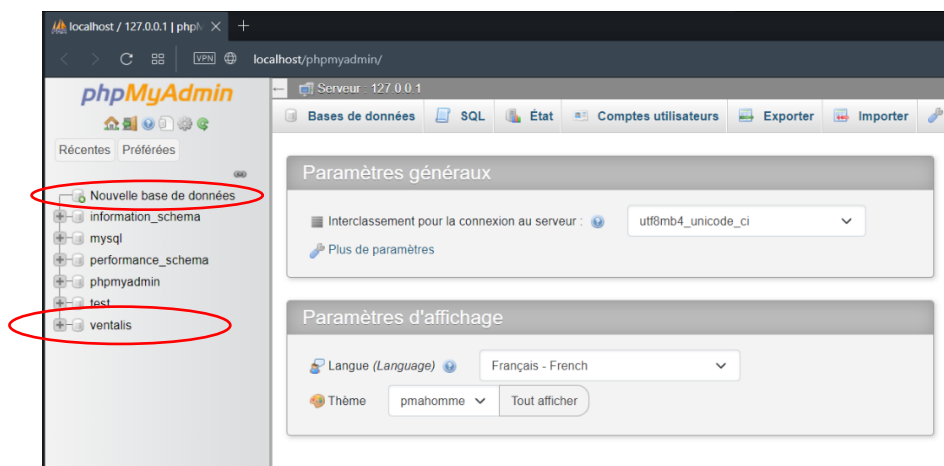 localhost / 127.0.0.1 | phpM
VPN localhost/phpmyadmin/
phpMyAdmin
Récentes Préférées
Nouvelle base de données
information_schema
mysql
performance_schema
phpmyadmin
test
ventalis
Serveur : 127.0.0.1
Bases de données SQL État Comptes utilisateurs Exporter Importer
Paramètres généraux
Interclassement pour la connexion au serveur : utf8mb4_unicode_ci
Plus de paramètres
Paramètres d'affichage
Langue (Language) Français - French
Thème pmahomme Tout afficher